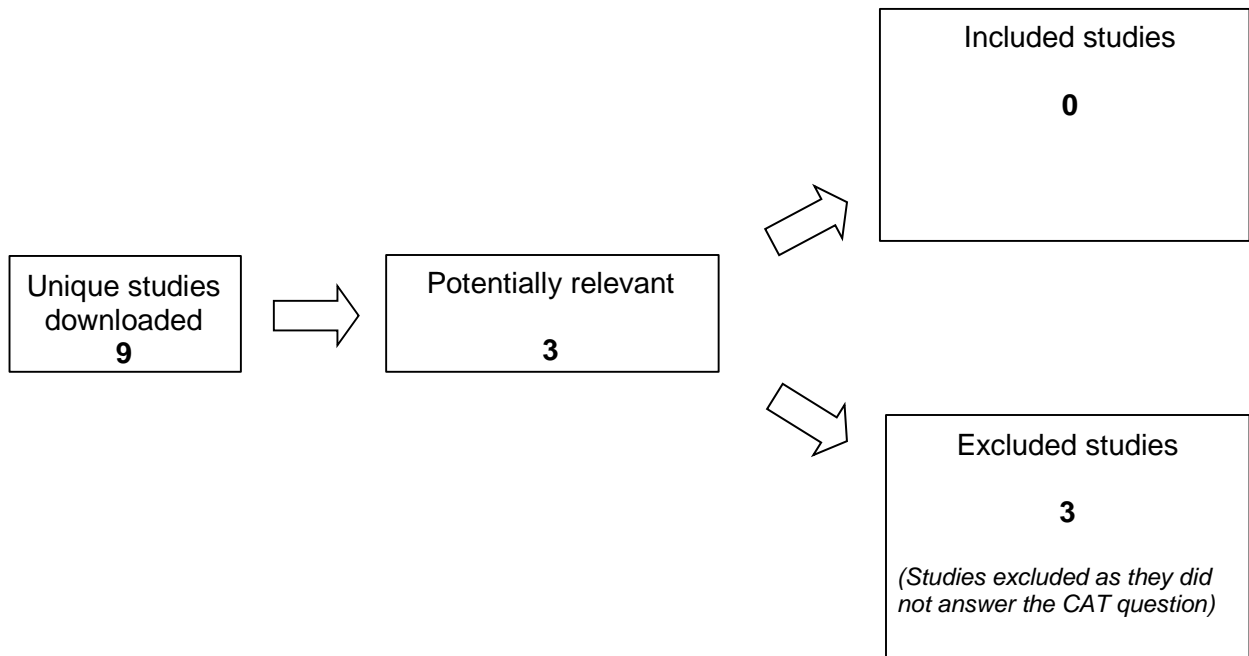 Unique studies
downloaded
9
Potentially relevant
3
Included studies
0
Excluded studies
3
(Studies excluded as they did
not answer the CAT question)